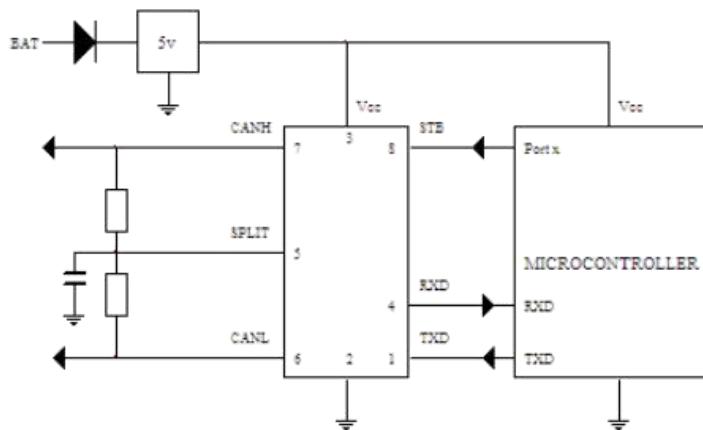 BAT
5v
Vcc
Vcc
CANH
STB
7
3
8
Port x
SPLIT
5
MICROCONTROLLER
RXD
4
RXD
CANL
TXD
6
2
1
TXD